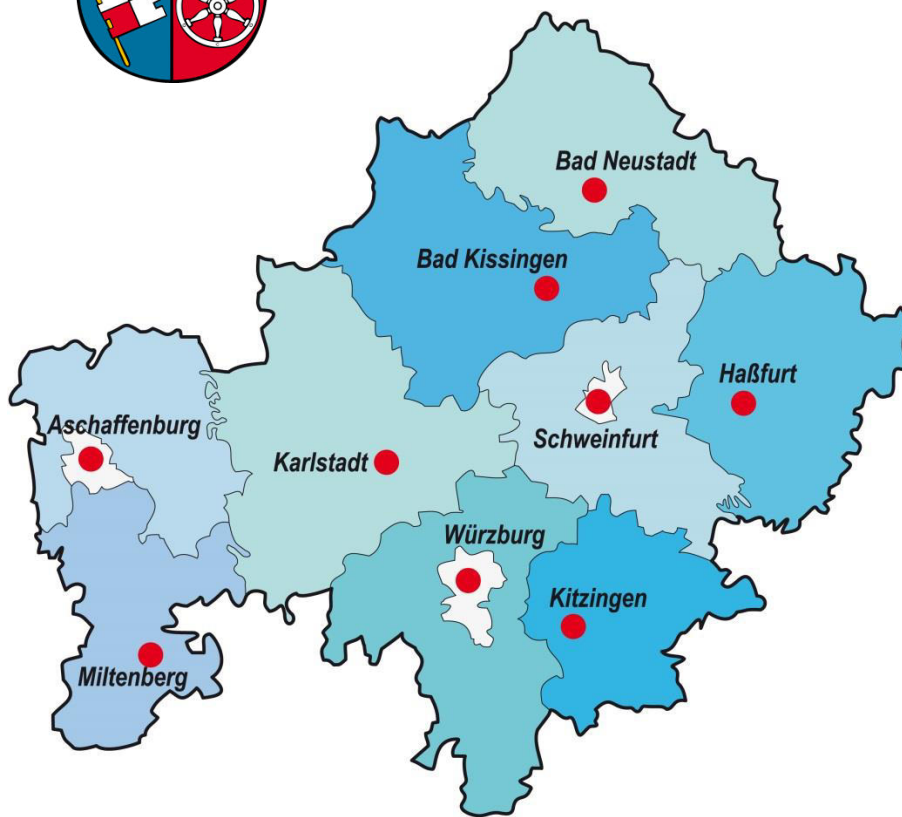 Bad Neustadt
Bad Kissingen
Haßfurt
Aschaffenburg
Schweinfurt
Karlstadt
Würzburg
Kitzingen
Miltenberg